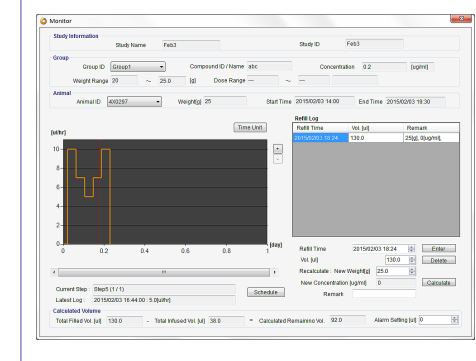 Monitor
Study Information
Study Name Feb3 Study ID Feb3
Group
Group ID Group1 Compound ID / Name abc Concentration 0.2 [ug/ml]
Weight Range 20 ~ 25.0 [g] Dose Range --- ~ ---
Animal
Animal ID 4X0297 Weight[g] 25 Start Time 2015/02/03 14:00 End Time 2015/02/03 18:30
[ul/hr] Time Unit
10
8
6
4
2
0
0 0.2 0.4 0.6 0.8 1 [day]
+
-
Refill Log
Refill Time Vol. [ul] Remark
2015/02/03 18:24 130.0 25[g], 0[ug/ml],
Refill Time 2015/02/03 18:24 Enter
Vol. [ul] 130.0 Delete
Recalculate : New Weight[g] 25.0
New Concentration [ug/ml] 0 Calculate
Remark
Current Step : Step5 (1 / 1)
Latest Log : 2015/02/03 16:44:00 : 5.0[ul/hr]
Schedule
Calculated Volume
Total Filled Vol. [ul] 130.0 - Total Infused Vol. [ul] 38.0 = Calculated Remaining Vol. 92.0 Alarm Setting [ul] 0